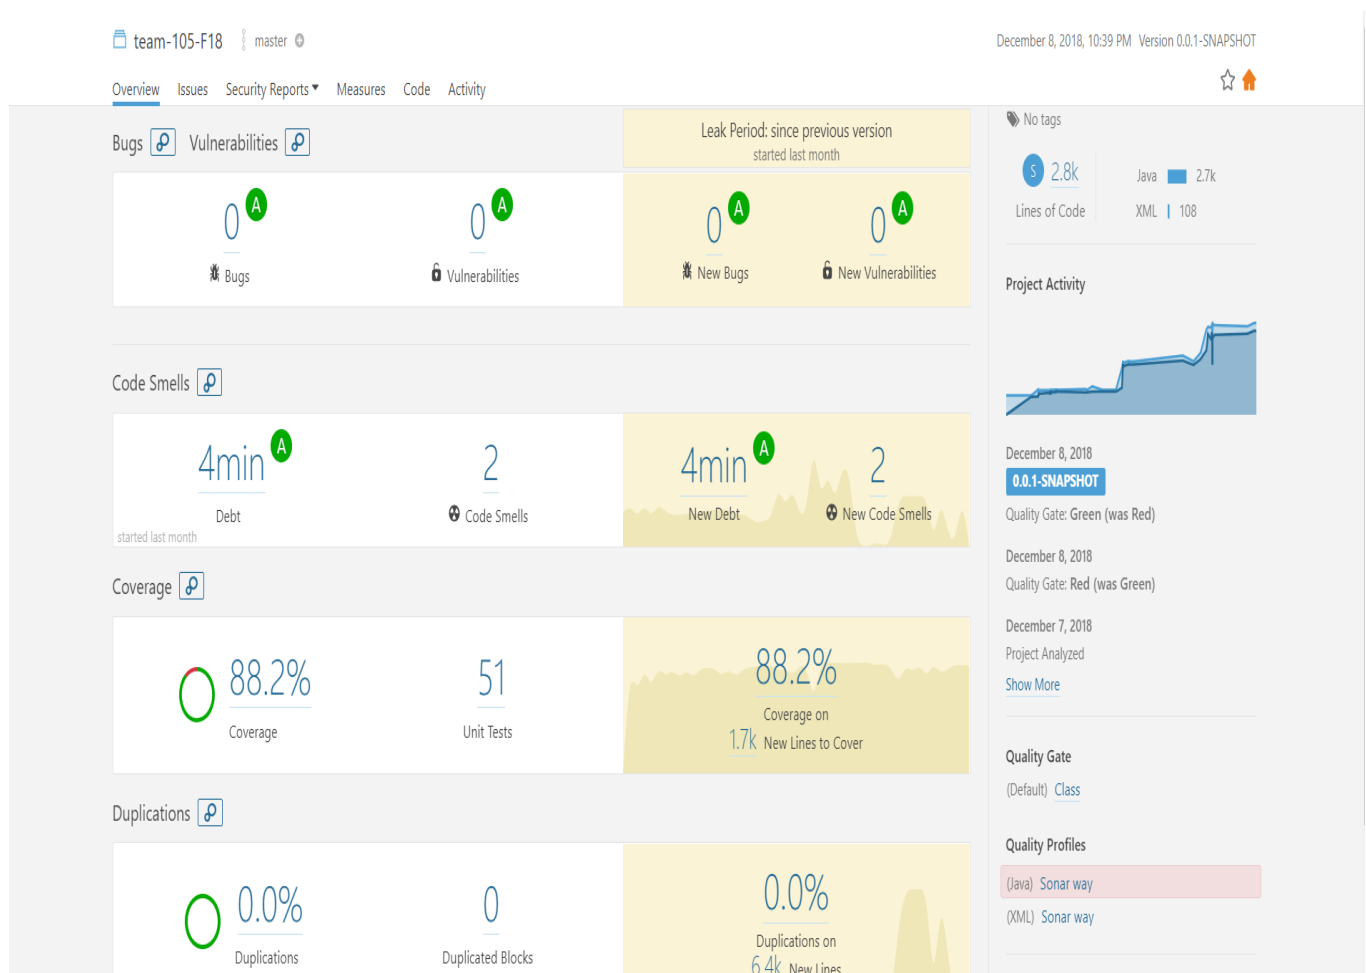 team-105-F18 master
December 8, 2018, 10:39 PM Version 0.0.1-SNAPSHOT
Overview Issues Security Reports Measures Code Activity
Bugs Vulnerabilities
Leak Period: since previous version
started last month
0 A
Bugs
0 A
Vulnerabilities
0 A
New Bugs
0 A
New Vulnerabilities
Code Smells
4min A
Debt
started last month
2
Code Smells
4min A
New Debt
2
New Code Smells
Coverage
88.2%
Coverage
51
Unit Tests
88.2%
Coverage on
1.7k New Lines to Cover
Duplications
0.0%
Duplications
0
Duplicated Blocks
0.0%
Duplications on
6.4k New Lines
No tags
S 2.8k
Lines of Code
Java 2.7k
XML 108
Project Activity
December 8, 2018
0.0.1-SNAPSHOT
Quality Gate: Green (was Red)
December 8, 2018
Quality Gate: Red (was Green)
December 7, 2018
Project Analyzed
Show More
Quality Gate
(Default) Class
Quality Profiles
(Java) Sonar way
(XML) Sonar way